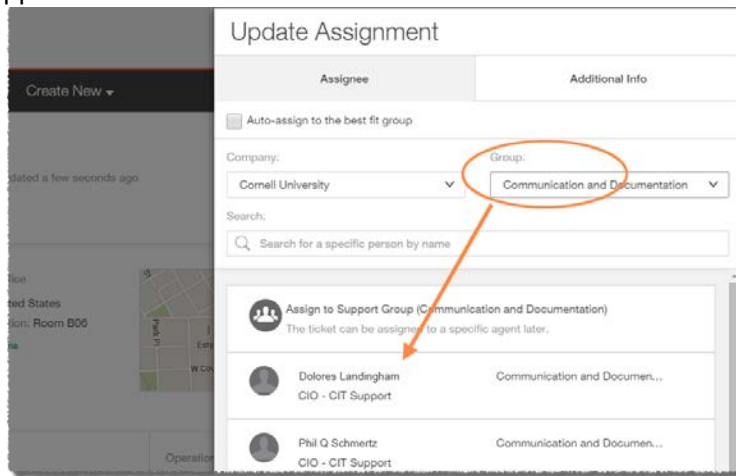 Update Assignment
Assignee Additional Info
Create New
Auto-assign to the best fit group
Company: Group:
dated a few seconds ago
Cornell University Communication and Documentation
Search:
Search for a specific person by name
ted States
Room B06
Assign to Support Group (Communication and Documentation)
The ticket can be assigned to a specific agent later.
Park Pl
Dolores Landingham Communication and Documen...
CIO - CIT Support
Phil Q Schmertz Communication and Documen...
CIO - CIT Support
Operation